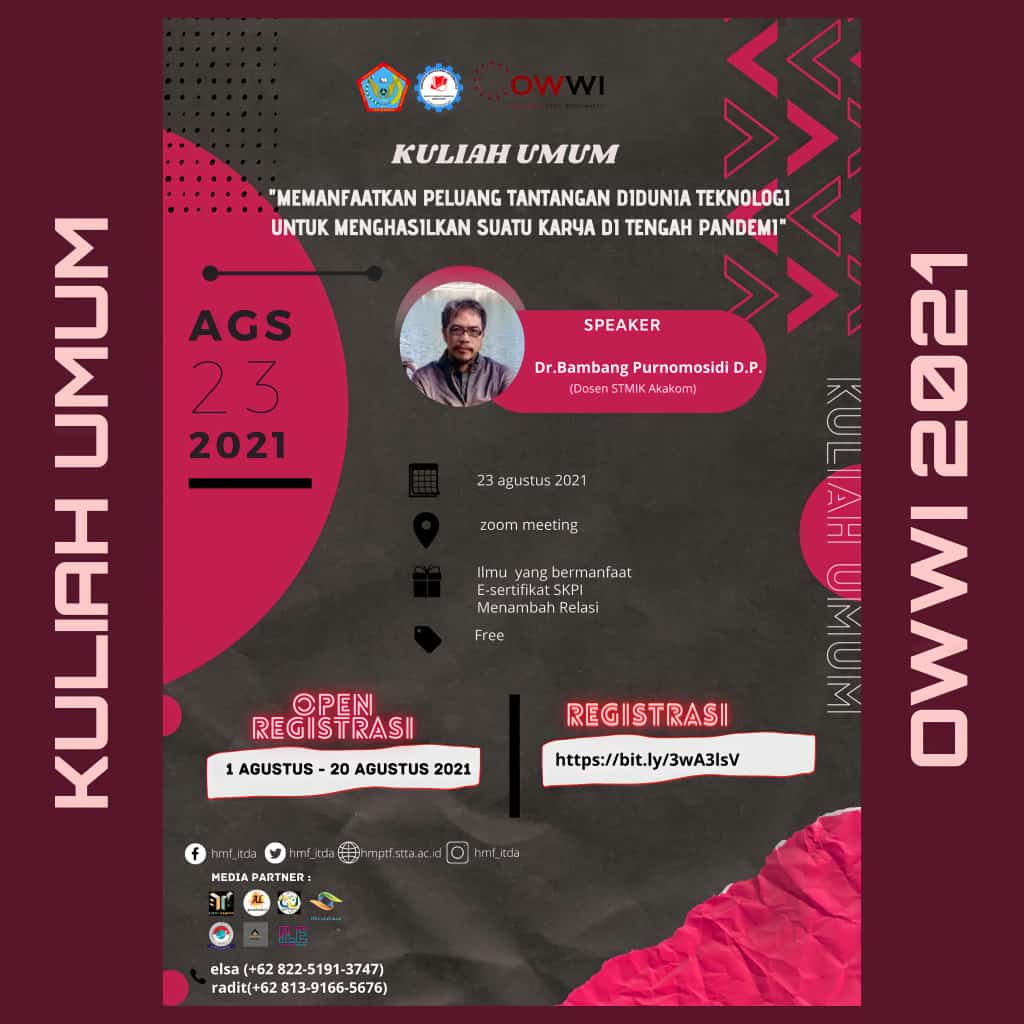 KULIAH UMUM
OWWI
KULIAH UMUM
"MEMANFAATKAN PELUANG TANTANGAN DIDUNIA TEKNOLOGI
UNTUK MENGHASILKAN SUATU KARYA DI TENGAH PANDEMI"
AGS
23
2021
SPEAKER
Dr.Bambang Purnomosidi D.P.
(Dosen STMIK Akakom)
23 agustus 2021
zoom meeting
Ilmu yang bermanfaat
E-sertifikat SKPI
Menambah Relasi
Free
KULIAH UMUM
OWWI 2021
OPEN
REGISTRASI
1 AGUSTUS - 20 AGUSTUS 2021
REGISTRASI
https://bit.ly/3wA3lsV
hmf_itda hmf_itda hmptf.stta.ac.id hmf_itda
MEDIA PARTNER :
elsa (+62 822-5191-3747)
radit(+62 813-9166-5676)